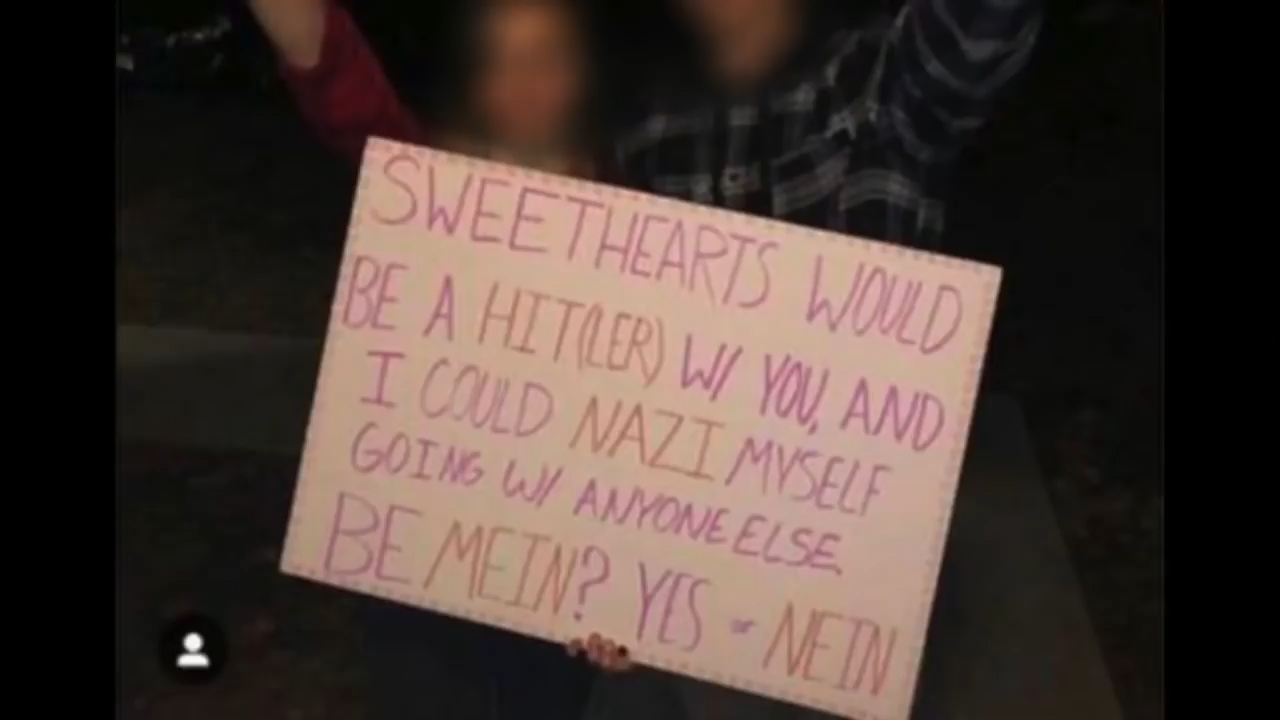 SWEETHEARTS WOULD
BE A HIT(LER) W/ YOU, AND
I COULD NAZI MYSELF
GOING W/ ANYONE ELSE.
BE MEIN? YES or NEIN